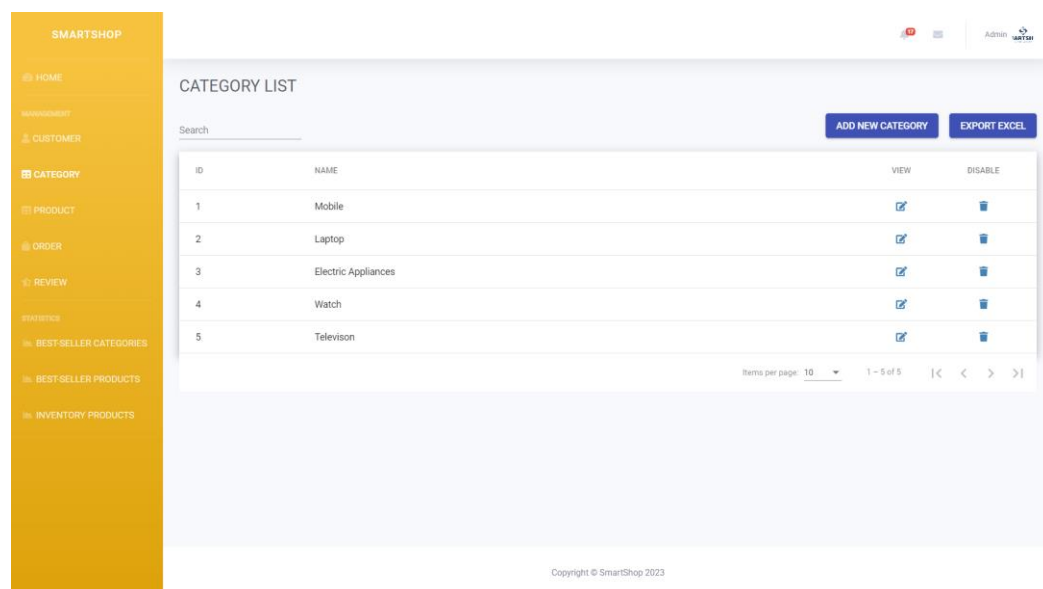 SMARTSHOP
Admin
HOME
CATEGORY LIST
MANAGEMENT
Search
ADD NEW CATEGORY
EXPORT EXCEL
CUSTOMER
CATEGORY
PRODUCT
ORDER
REVIEW
STATISTICS
BEST-SELLER CATEGORIES
BEST-SELLER PRODUCTS
INVENTORY PRODUCTS
ID NAME VIEW DISABLE
1 Mobile
2 Laptop
3 Electric Appliances
4 Watch
5 Televison
Items per page: 10 1 – 5 of 5
Copyright © SmartShop 2023